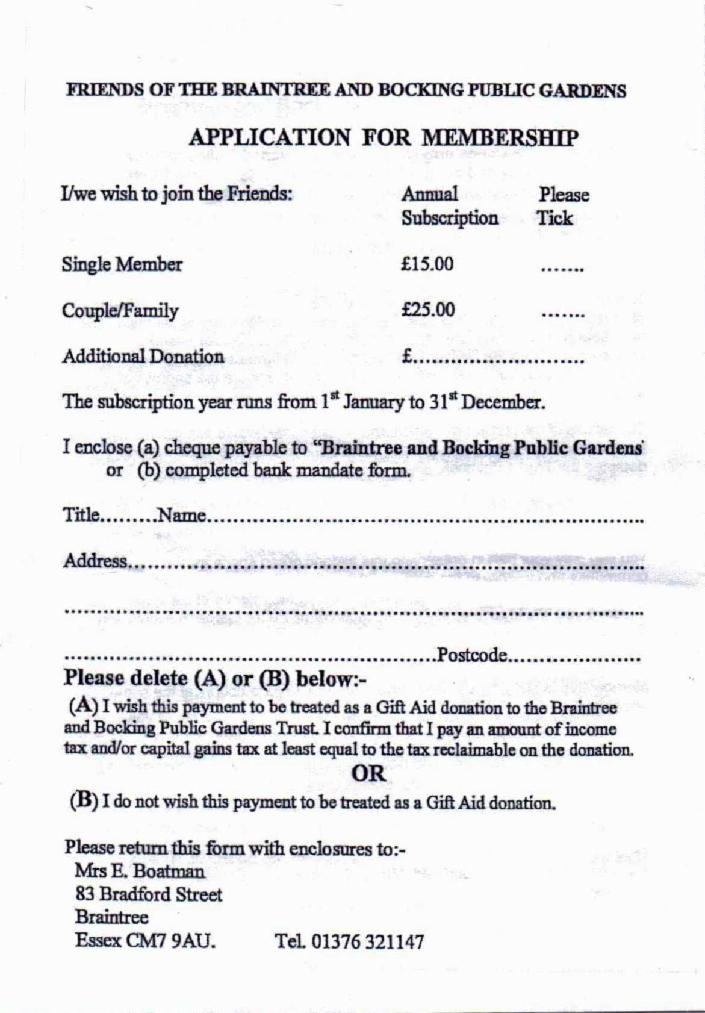 FRIENDS OF THE BRAINTREE AND BOCKING PUBLIC GARDENS
APPLICATION FOR MEMBERSHIP
I/we wish to join the Friends: Annual Please
Subscription Tick
Single Member £15.00 .......
Couple/Family £25.00 .......
Additional Donation £...........................
The subscription year runs from 1st January to 31st December.
I enclose (a) cheque payable to "Braintree and Bocking Public Gardens'
or (b) completed bank mandate form.
Title.........Name.....................................................................
Address.................................................................................
...........................................................................................
..........................................................Postcode.....................
Please delete (A) or (B) below:-
(A) I wish this payment to be treated as a Gift Aid donation to the Braintree
and Bocking Public Gardens Trust. I confirm that I pay an amount of income
tax and/or capital gains tax at least equal to the tax reclaimable on the donation.
OR
(B) I do not wish this payment to be treated as a Gift Aid donation.
Please return this form with enclosures to:-
Mrs E. Boatman
83 Bradford Street
Braintree
Essex CM7 9AU. Tel. 01376 321147